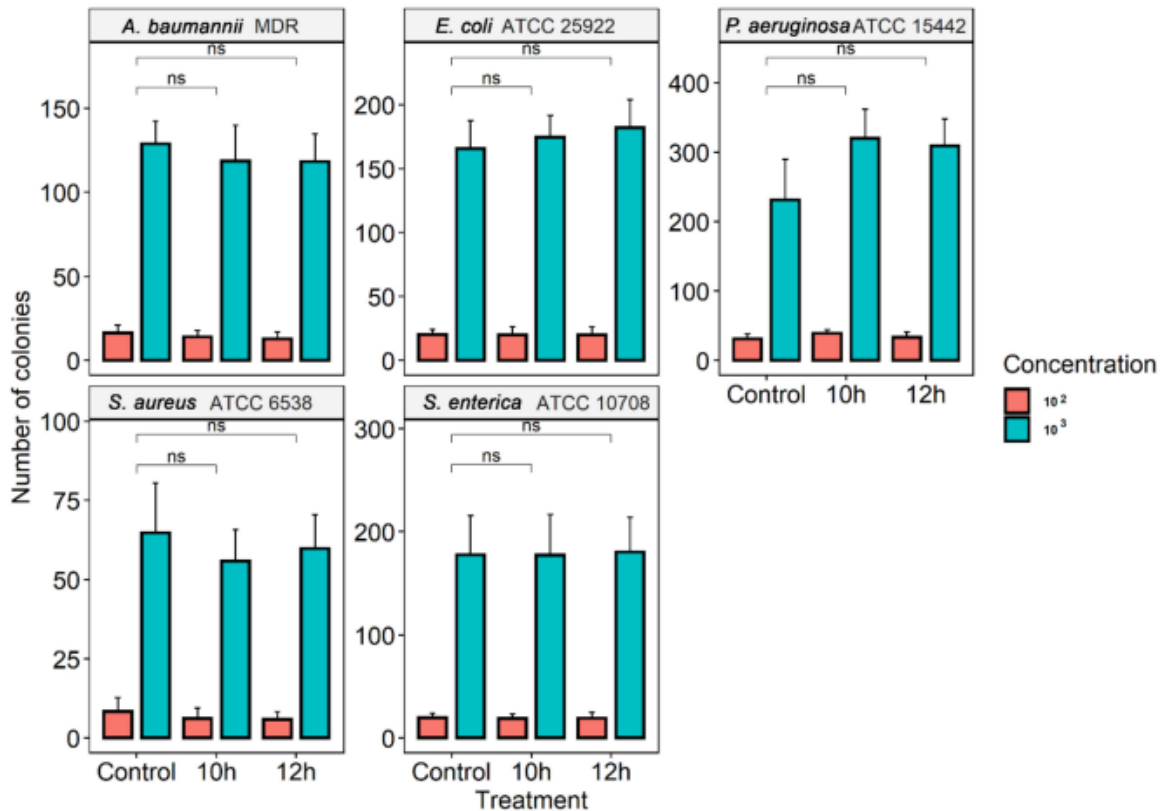 A. baumannii MDR
ns
ns
150
100
50
0
E. coli ATCC 25922
ns
ns
200
150
100
50
0
P. aeruginosa ATCC 15442
ns
ns
400
300
200
100
0
Control 10h 12h
S. aureus ATCC 6538
ns
ns
100
75
50
25
0
Control 10h 12h
S. enterica ATCC 10708
ns
ns
300
200
100
0
Control 10h 12h
Number of colonies
Treatment
Concentration
10²
10³